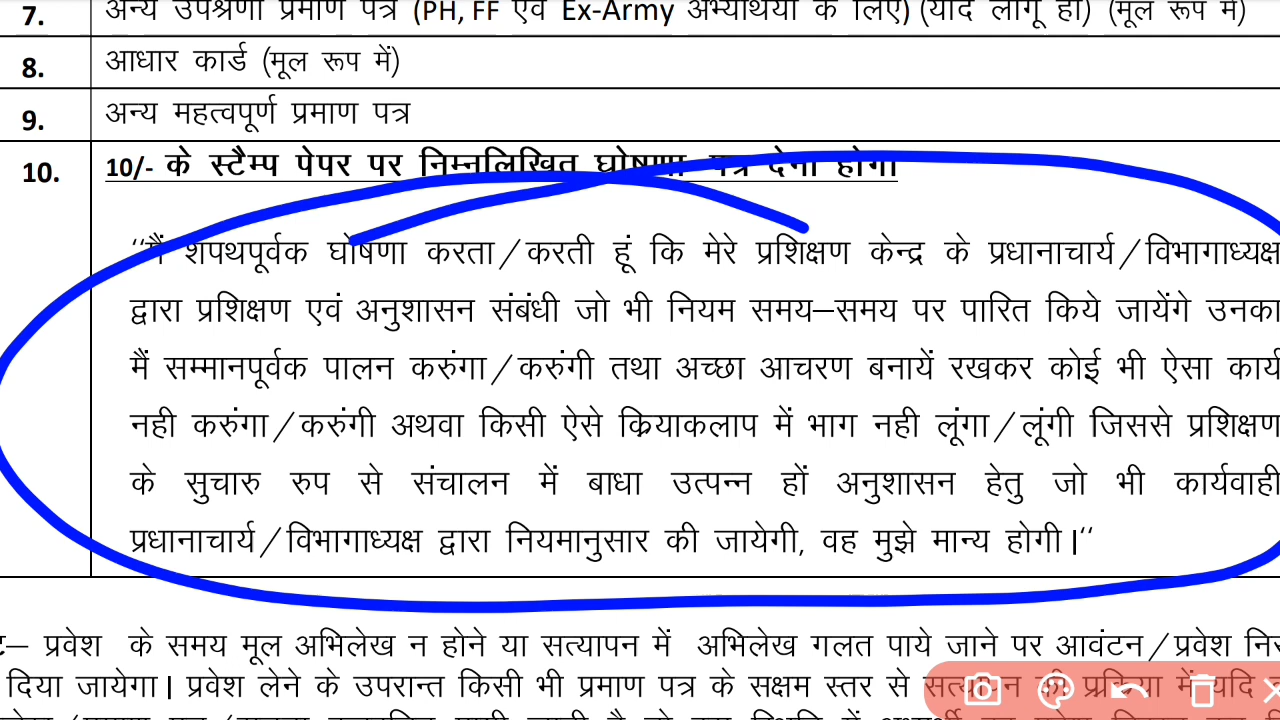 7. अन्य उपश्रेणी प्रमाण पत्र (PH, FF एवं Ex-Army अभ्यर्थियों के लिए) (यदि लागू हो) (मूल रूप में)
8. आधार कार्ड (मूल रूप में)
9. अन्य महत्वपूर्ण प्रमाण पत्र
10. 10/- के स्टैम्प पेपर पर निम्नलिखित घोषणा पत्र देना होगा
“मैं शपथपूर्वक घोषणा करता/करती हूं कि मेरे प्रशिक्षण केन्द्र के प्रधानाचार्य/विभागाध्यक्ष
द्वारा प्रशिक्षण एवं अनुशासन संबंधी जो भी नियम समय–समय पर पारित किये जायेंगे उनका
मैं सम्मानपूर्वक पालन करुंगा/करुंगी तथा अच्छा आचरण बनायें रखकर कोई भी ऐसा कार्य
नही करुंगा/करुंगी अथवा किसी ऐसे क्रियाकलाप में भाग नही लूंगा/लूंगी जिससे प्रशिक्षण
के सुचारु रुप से संचालन में बाधा उत्पन्न हों अनुशासन हेतु जो भी कार्यवाही
प्रधानाचार्य/विभागाध्यक्ष द्वारा नियमानुसार की जायेगी, वह मुझे मान्य होगी।“
– प्रवेश के समय मूल अभिलेख न होने या सत्यापन में अभिलेख गलत पाये जाने पर आवंटन/प्रवेश
दिया जायेगा। प्रवेश लेने के उपरान्त किसी भी प्रमाण पत्र के सक्षम स्तर से सत्यापन की प्रक्रिया में यदि